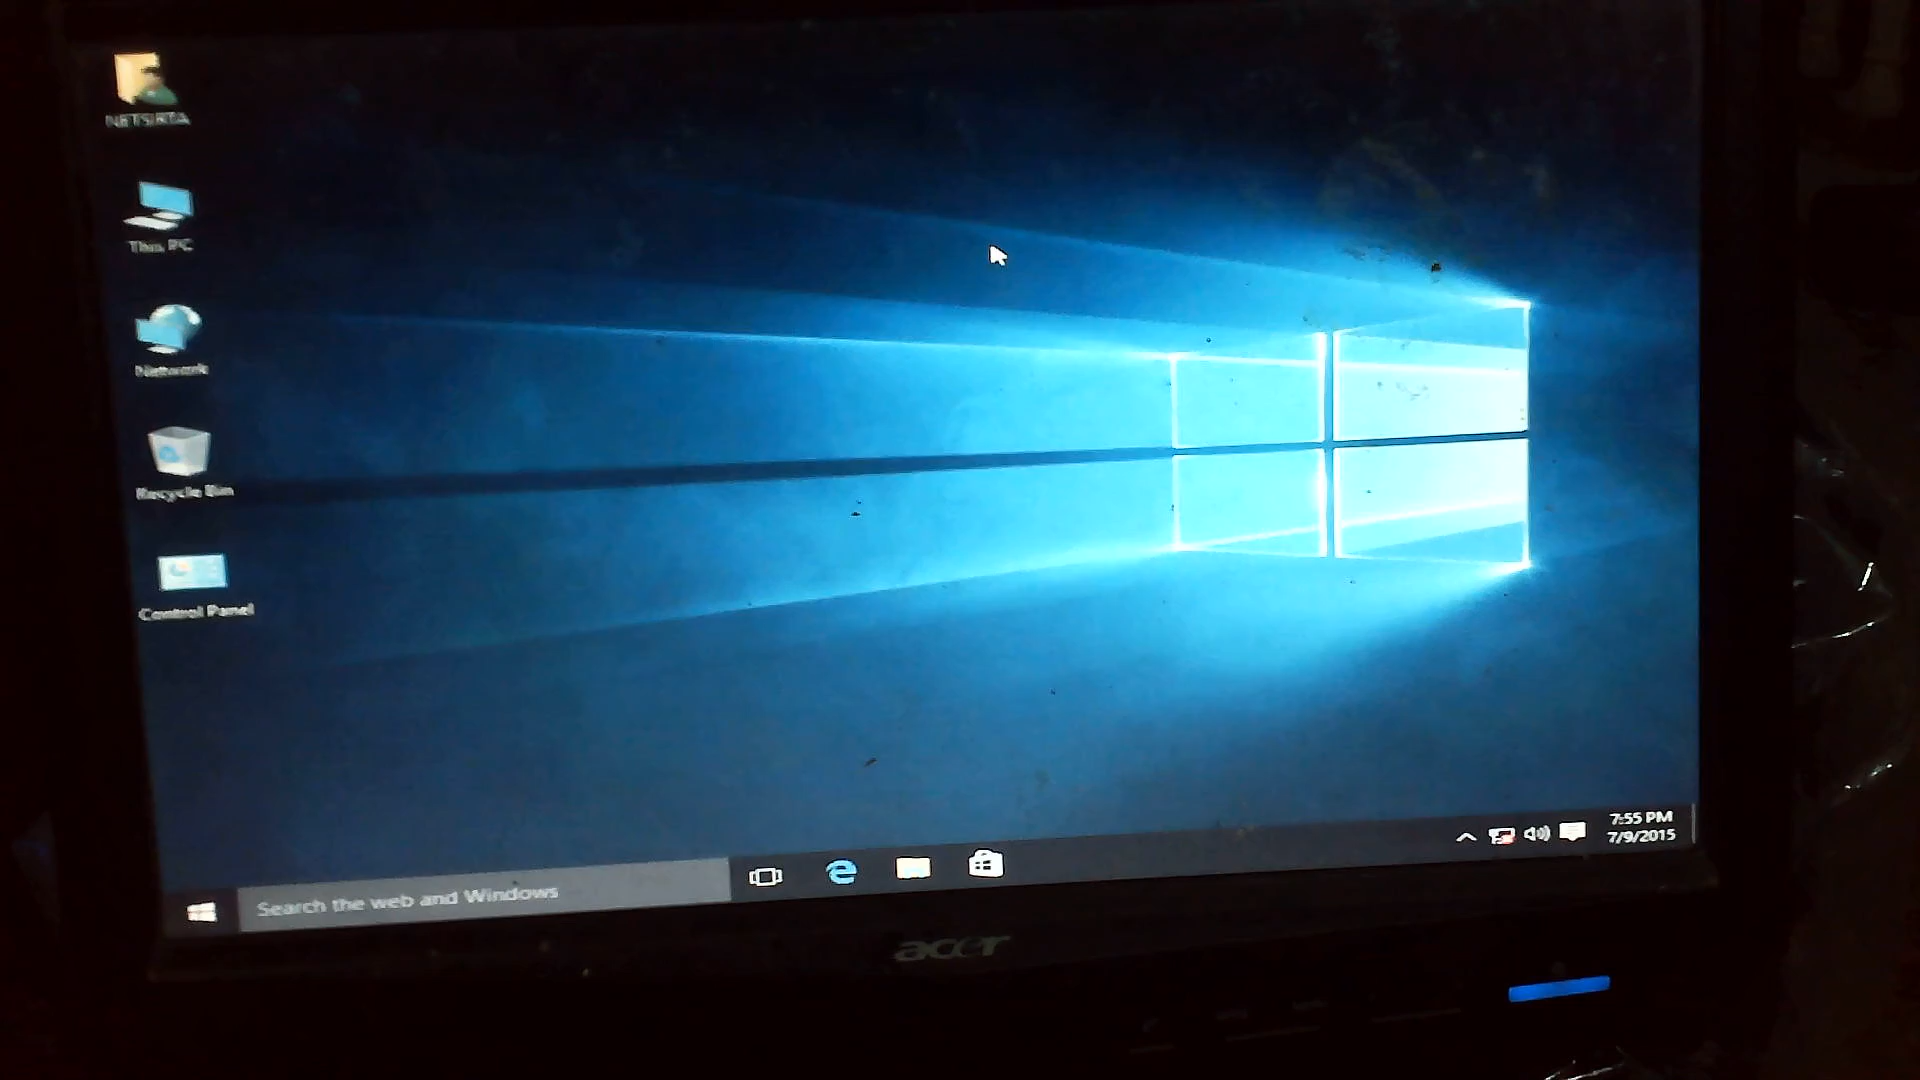 This PC
Network
Recycle Bin
Control Panel
Search the web and Windows
7:55 PM
7/9/2015
acer